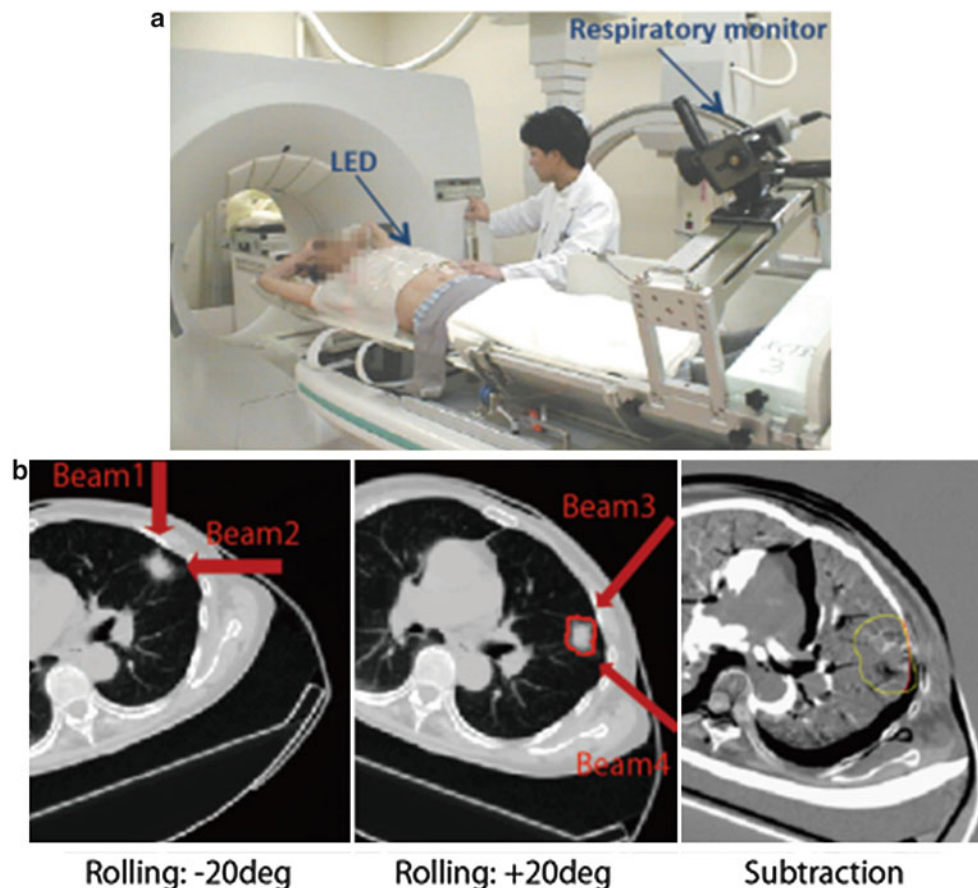 a
Respiratory monitor
LED
b
Beam1
Beam2
Beam3
Beam4
Rolling: -20deg
Rolling: +20deg
Subtraction